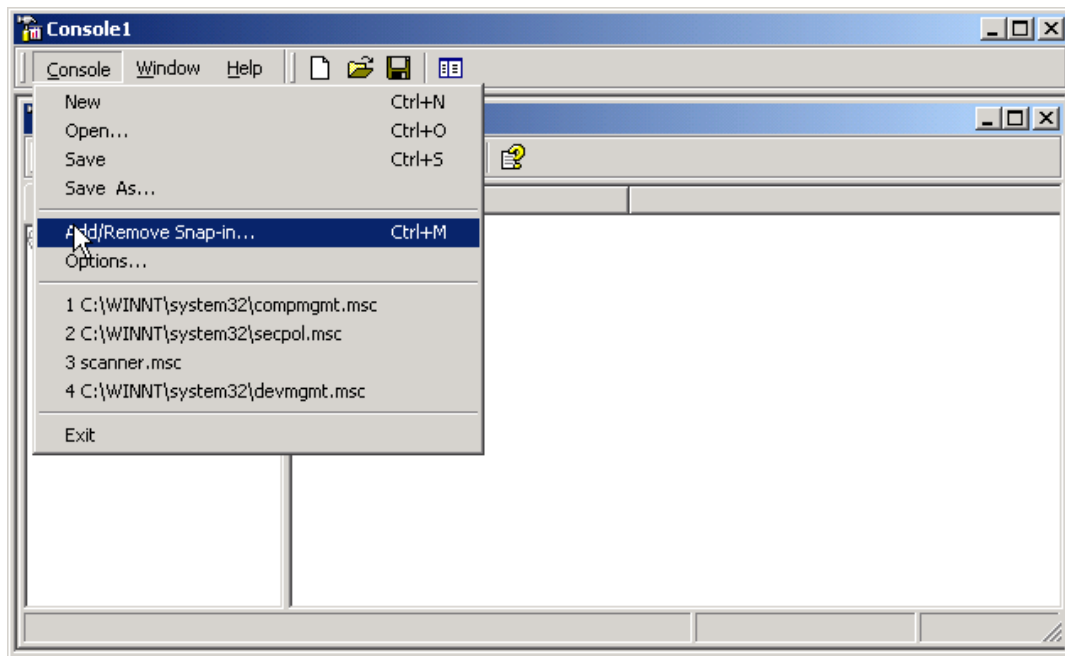 Console1
Console Window Help
New Ctrl+N
Open... Ctrl+O
Save Ctrl+S
Save As...
Add/Remove Snap-in... Ctrl+M
Options...
1 C:\WINNT\system32\compmgmt.msc
2 C:\WINNT\system32\secpol.msc
3 scanner.msc
4 C:\WINNT\system32\devmgmt.msc
Exit